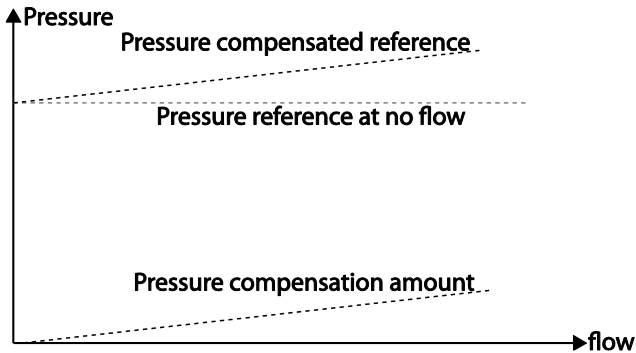 Pressure
Pressure compensated reference
Pressure reference at no flow
Pressure compensation amount
flow